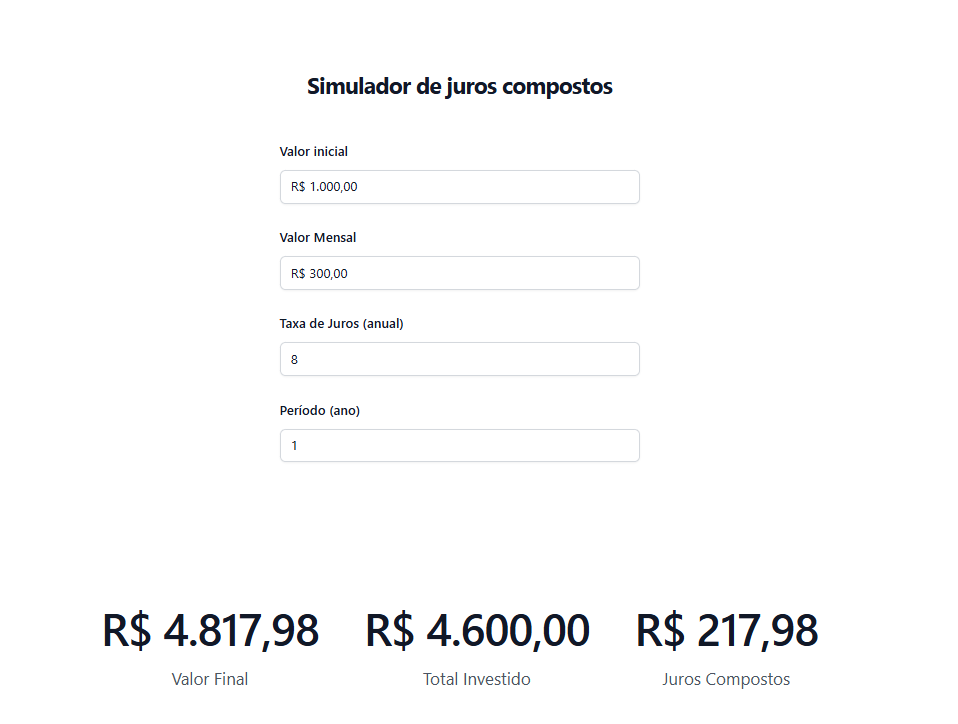 Simulador de juros compostos
Valor inicial
R$ 1.000,00
Valor Mensal
R$ 300,00
Taxa de Juros (anual)
8
Período (ano)
1
R$ 4.817,98 R$ 4.600,00 R$ 217,98
Valor Final Total Investido Juros Compostos